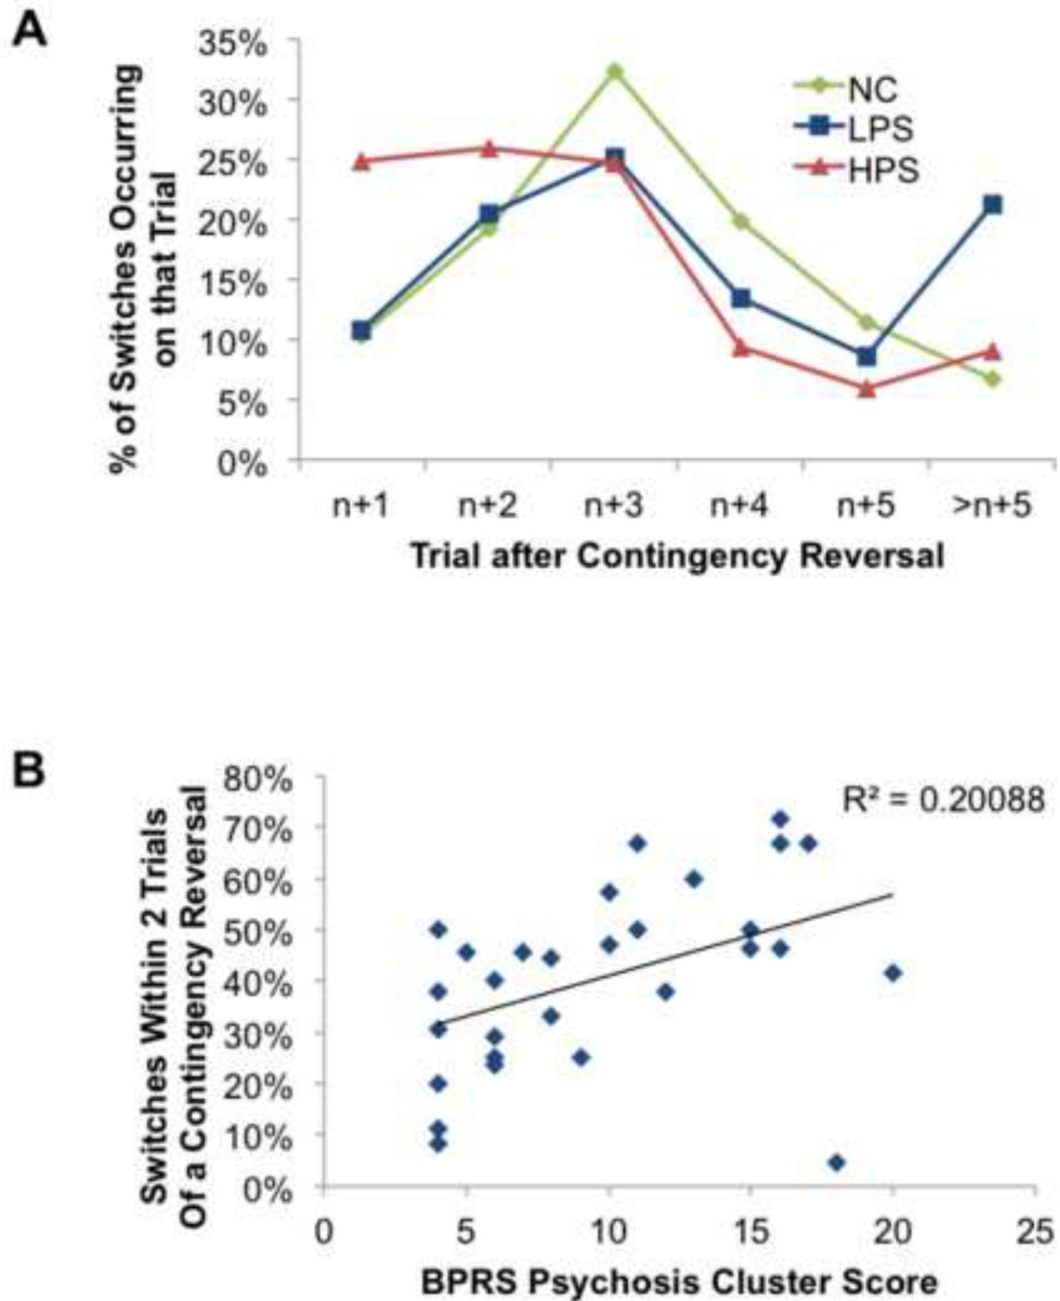 A
% of Switches Occurring
on that Trial
35%
30%
25%
20%
15%
10%
5%
0%
NC
LPS
HPS
n+1 n+2 n+3 n+4 n+5 >n+5
Trial after Contingency Reversal
B
Switches Within 2 Trials
Of a Contingency Reversal
80%
70%
60%
50%
40%
30%
20%
10%
0%
R² = 0.20088
0 5 10 15 20 25
BPRS Psychosis Cluster Score